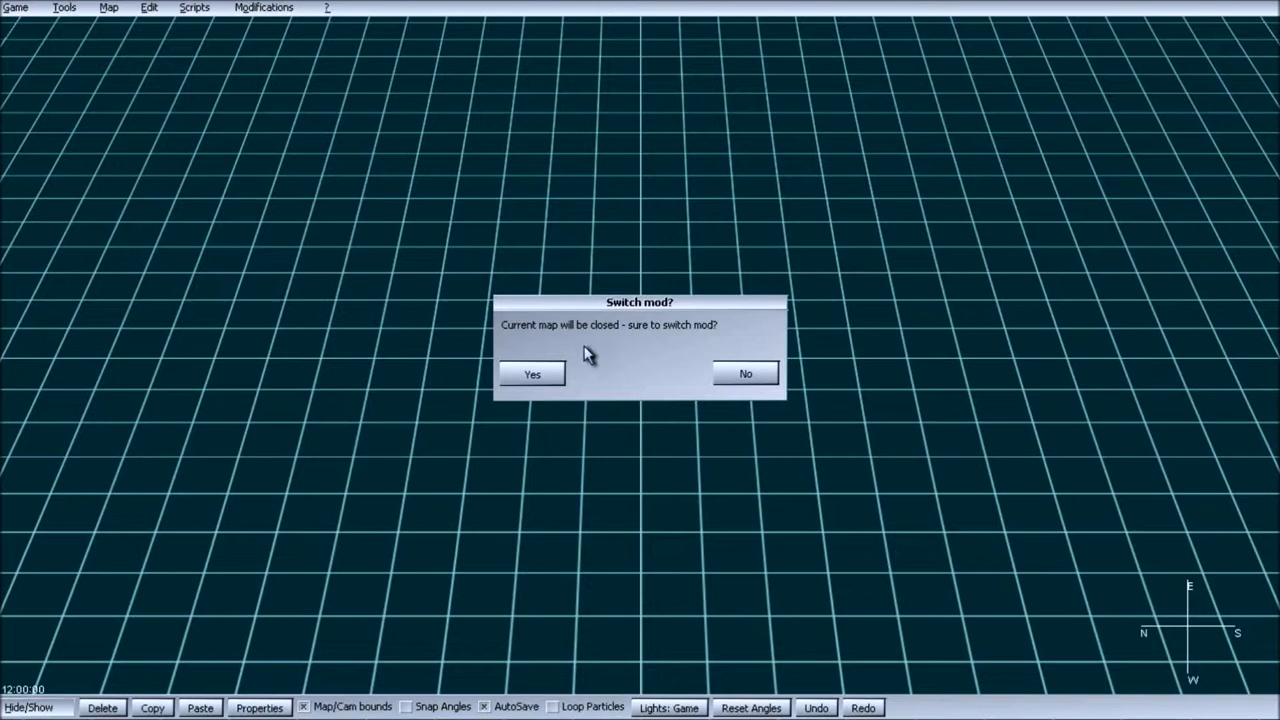 Game Tools Map Edit Scripts Modifications ?
Switch mod?
Current map will be closed - sure to switch mod?
Yes No
E
N S
W
12:00:00
Hide/Show Delete Copy Paste Properties Map/Cam bounds Snap Angles AutoSave Loop Particles Lights: Game Reset Angles Undo Redo